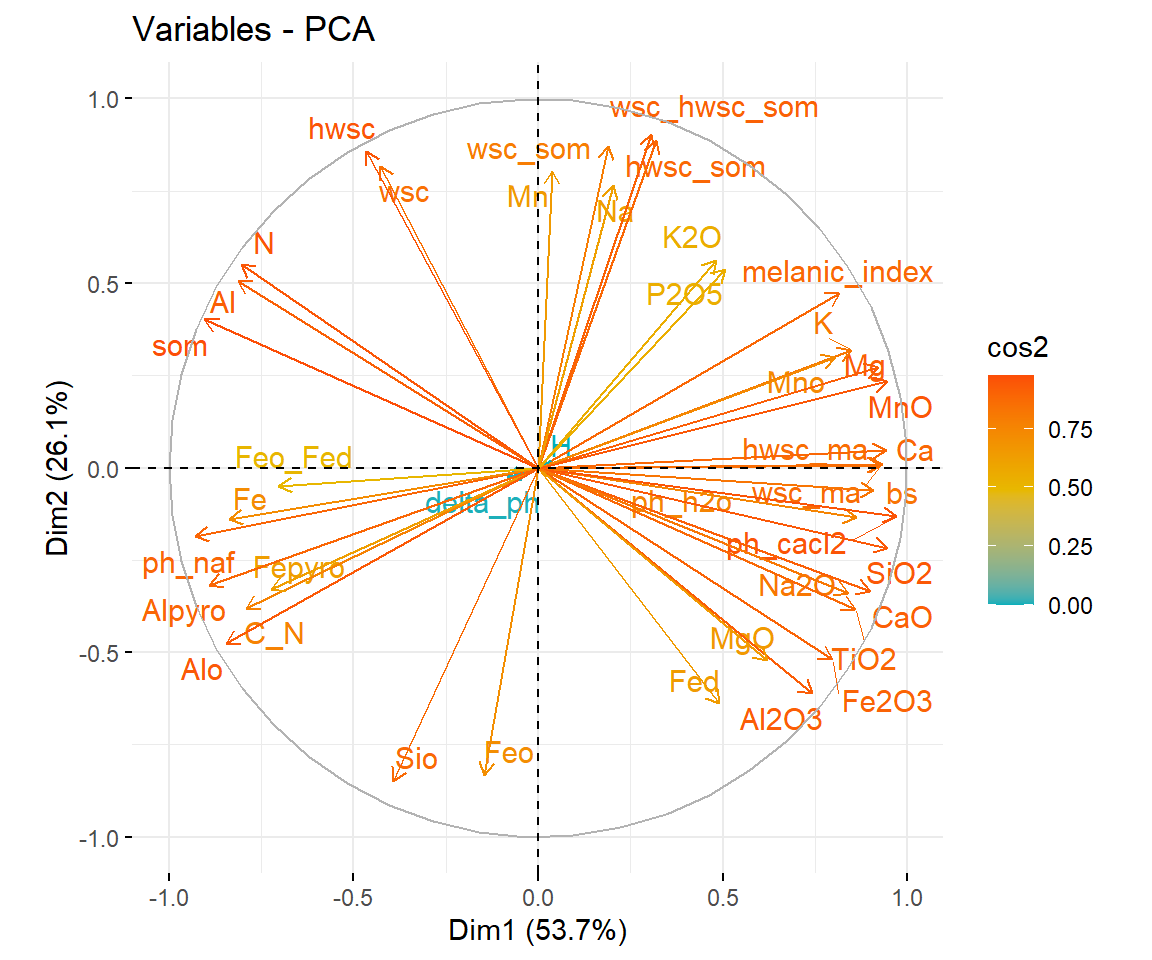 Variables - PCA
wsc_hwsc_som
hwsc
wsc_som
hwsc_som
wsc
Mn
Na
N
K2O
melanic_index
Al
P2O5
K
som
Mg
Mno
MnO
H
hwsc_ma
Ca
Feo_Fed
Fe
delta_ph
ph_h2o
wsc_ma
bs
ph_cacl2
ph_naf
Fepyro
Na2O
SiO2
Alpyro
C_N
CaO
MgO
TiO2
Alo
Fed
Al2O3
Fe2O3
Sio
Feo
1.0
0.5
0.0
-0.5
-1.0
Dim2 (26.1%)
-1.0
-0.5
0.0
0.5
1.0
Dim1 (53.7%)
cos2
0.75
0.50
0.25
0.00